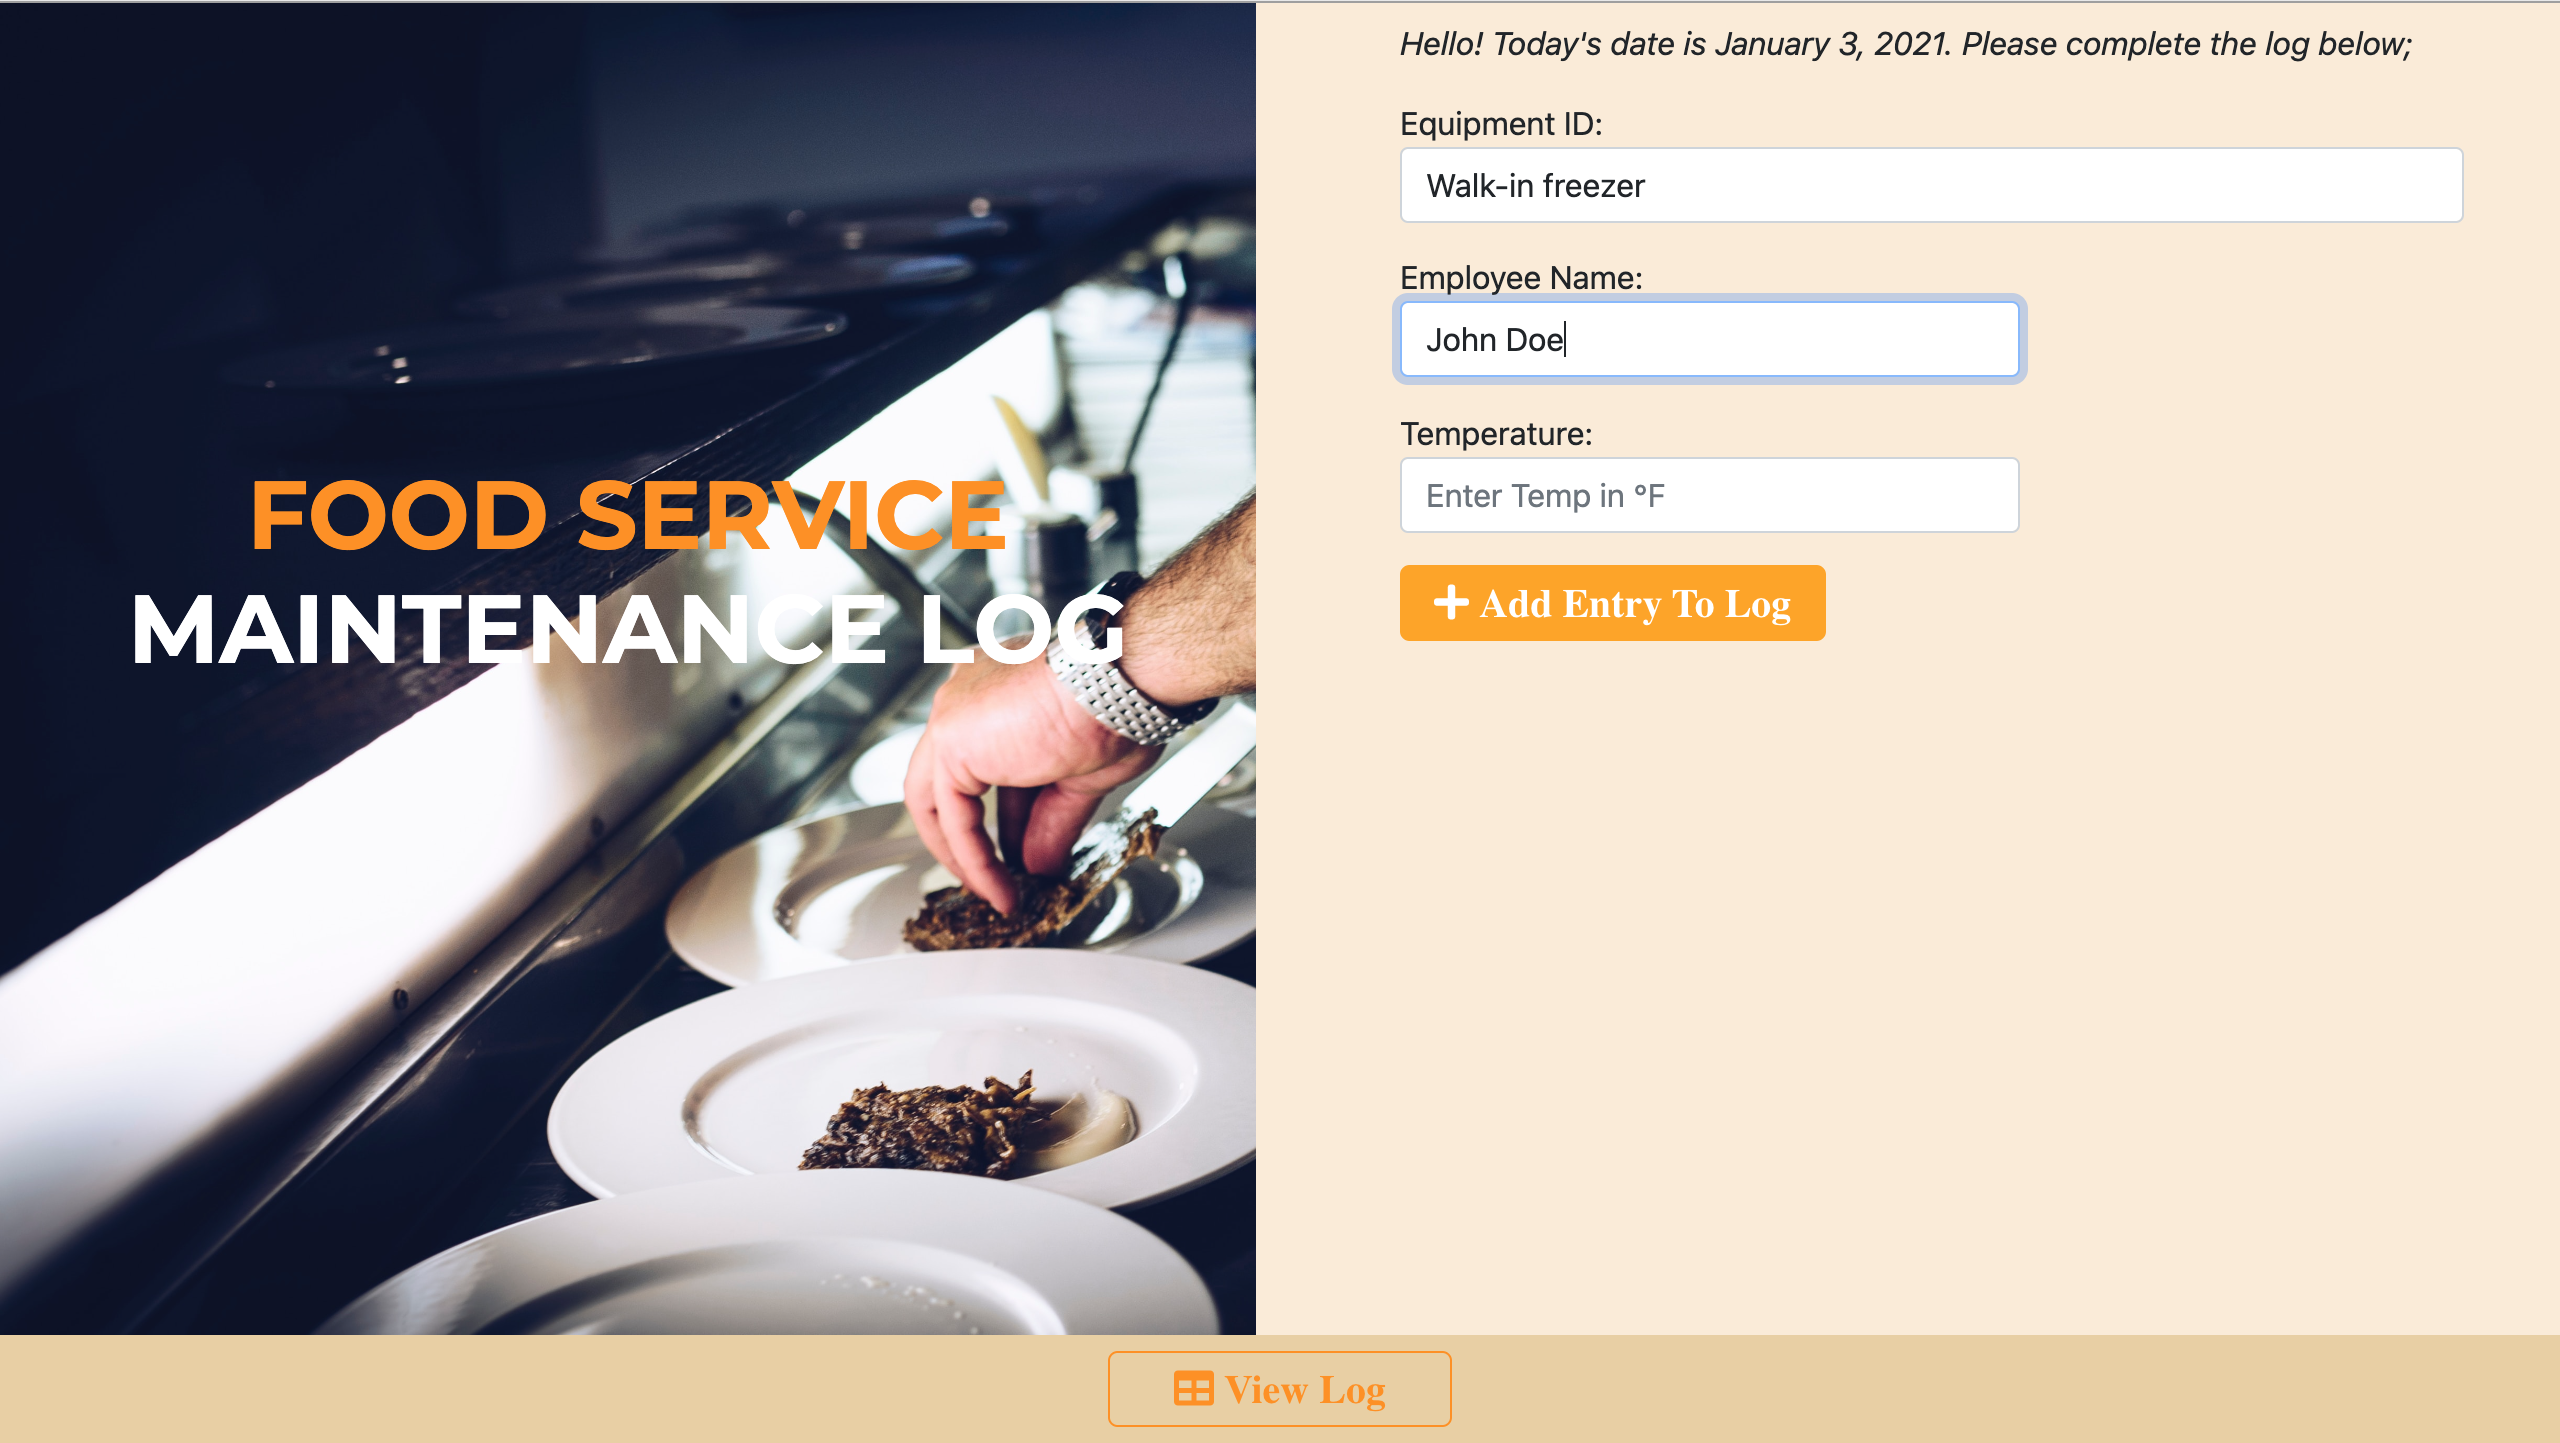 FOOD SERVICE
MAINTENANCE LOG
Hello! Today's date is January 3, 2021. Please complete the log below;
Equipment ID:
Walk-in freezer
Employee Name:
John Doe
Temperature:
Enter Temp in °F
Add Entry To Log
View Log